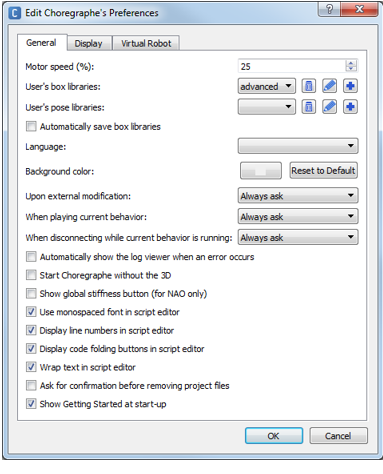 C Edit Choregraphe's Preferences ?
General Display Virtual Robot
Motor speed (%): 25
User's box libraries: advanced
User's pose libraries:
Automatically save box libraries
Language:
Background color: Reset to Default
Upon external modification: Always ask
When playing current behavior: Always ask
When disconnecting while current behavior is running: Always ask
Automatically show the log viewer when an error occurs
Start Choregraphe without the 3D
Show global stiffness button (for NAO only)
Use monospaced font in script editor
Display line numbers in script editor
Display code folding buttons in script editor
Wrap text in script editor
Ask for confirmation before removing project files
Show Getting Started at start-up
OK Cancel